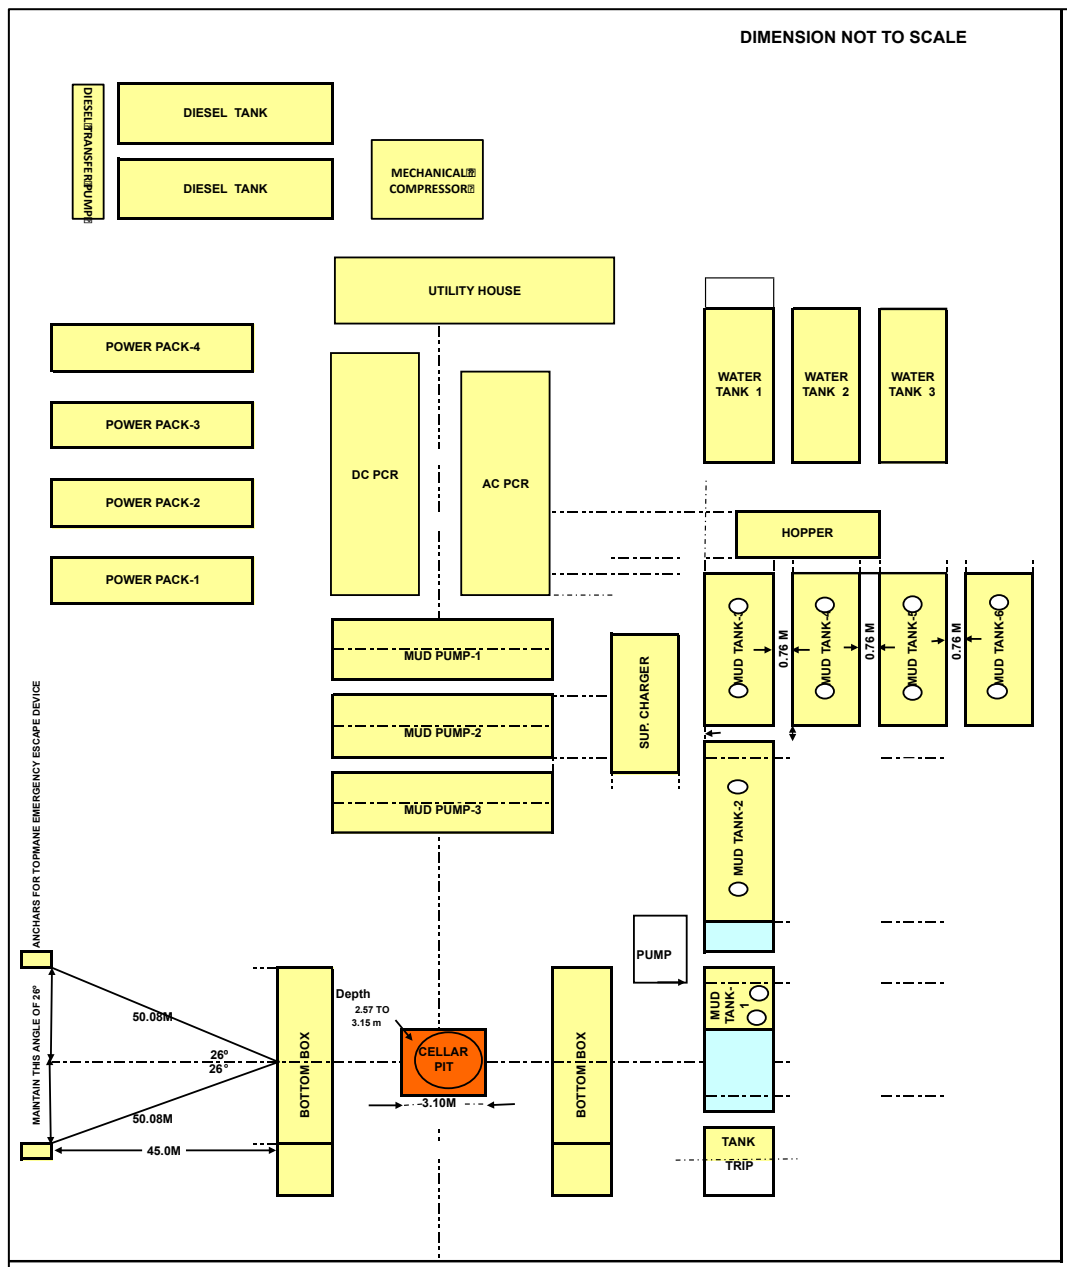 DIMENSION NOT TO SCALE
DIESEL TRANSFER PUMP
DIESEL TANK
DIESEL TANK
MECHANICAL
COMPRESSOR
UTILITY HOUSE
POWER PACK-4
POWER PACK-3
POWER PACK-2
POWER PACK-1
DC PCR
AC PCR
WATER
TANK 1
WATER
TANK 2
WATER
TANK 3
HOPPER
MUD TANK-3
0.76 M
MUD TANK-4
0.76 M
MUD TANK-5
0.76 M
MUD TANK-6
MUD PUMP-1
MUD PUMP-2
MUD PUMP-3
SUP. CHARGER
MUD TANK-2
ANCHARS FOR TOPMANE EMERGENCY ESCAPE DEVICE
MAINTAIN THIS ANGLE OF 26º
50.08M
26º
26°
50.08M
45.0M
BOTTOM BOX
Depth
2.57 TO
3.15 m
CELLAR
PIT
3.10M
BOTTOM BOX
PUMP
MUD
TANK-
1
TANK
TRIP